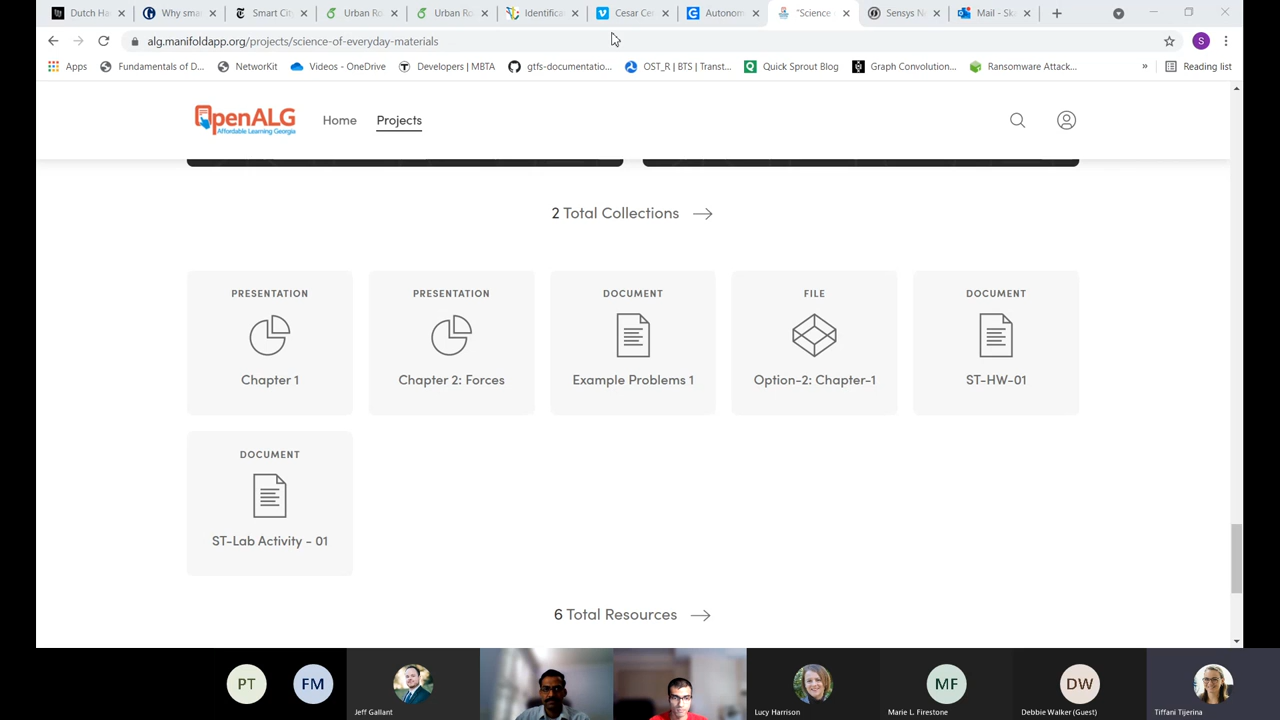 Dutch Ha
Why sma
Smart Cit
Urban Ro
Urban Ro
Identifica
Cesar Ce
Autonom
"Science
Sensys N
Mail - Sk
alg.manifoldapp.org/projects/science-of-everyday-materials
S
Apps
Fundamentals of D...
NetworKit
Videos - OneDrive
Developers | MBTA
gtfs-documentatio...
OST_R | BTS | Transt...
Quick Sprout Blog
Graph Convolution...
Ransomware Attack...
»
Reading list
OpenALG
Affordable Learning Georgia
Home
Projects
2 Total Collections
PRESENTATION
Chapter 1
PRESENTATION
Chapter 2: Forces
DOCUMENT
Example Problems 1
FILE
Option-2: Chapter-1
DOCUMENT
ST-HW-01
DOCUMENT
ST-Lab Activity - 01
6 Total Resources
PT
FM
Jeff Gallant
Lucy Harrison
MF
Marie L. Firestone
DW
Debbie Walker (Guest)
Tiffani Tijerina